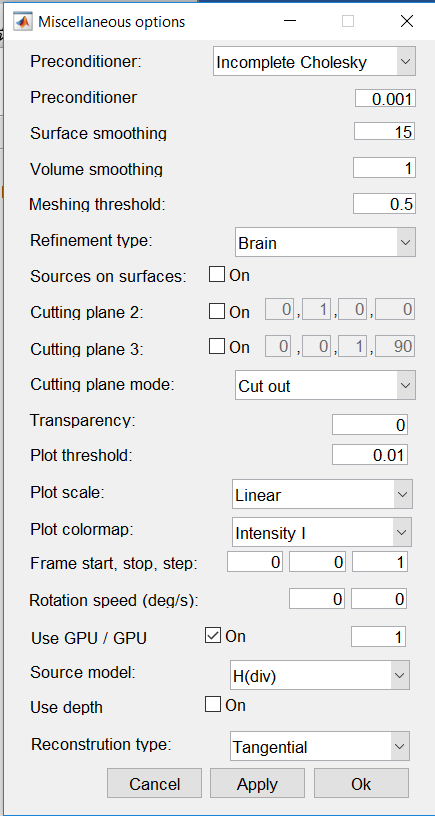 Miscellaneous options
Preconditioner: Incomplete Cholesky
Preconditioner 0.001
Surface smoothing 15
Volume smoothing 1
Meshing threshold: 0.5
Refinement type: Brain
Sources on surfaces: On
Cutting plane 2: On 0 , 1 , 0 , 0
Cutting plane 3: On 0 , 0 , 1 , 90
Cutting plane mode: Cut out
Transparency: 0
Plot threshold: 0.01
Plot scale: Linear
Plot colormap: Intensity I
Frame start, stop, step: 0 0 1
Rotation speed (deg/s): 0 0
Use GPU / GPU On 1
Source model: H(div)
Use depth On
Reconstrution type: Tangential
Cancel Apply Ok